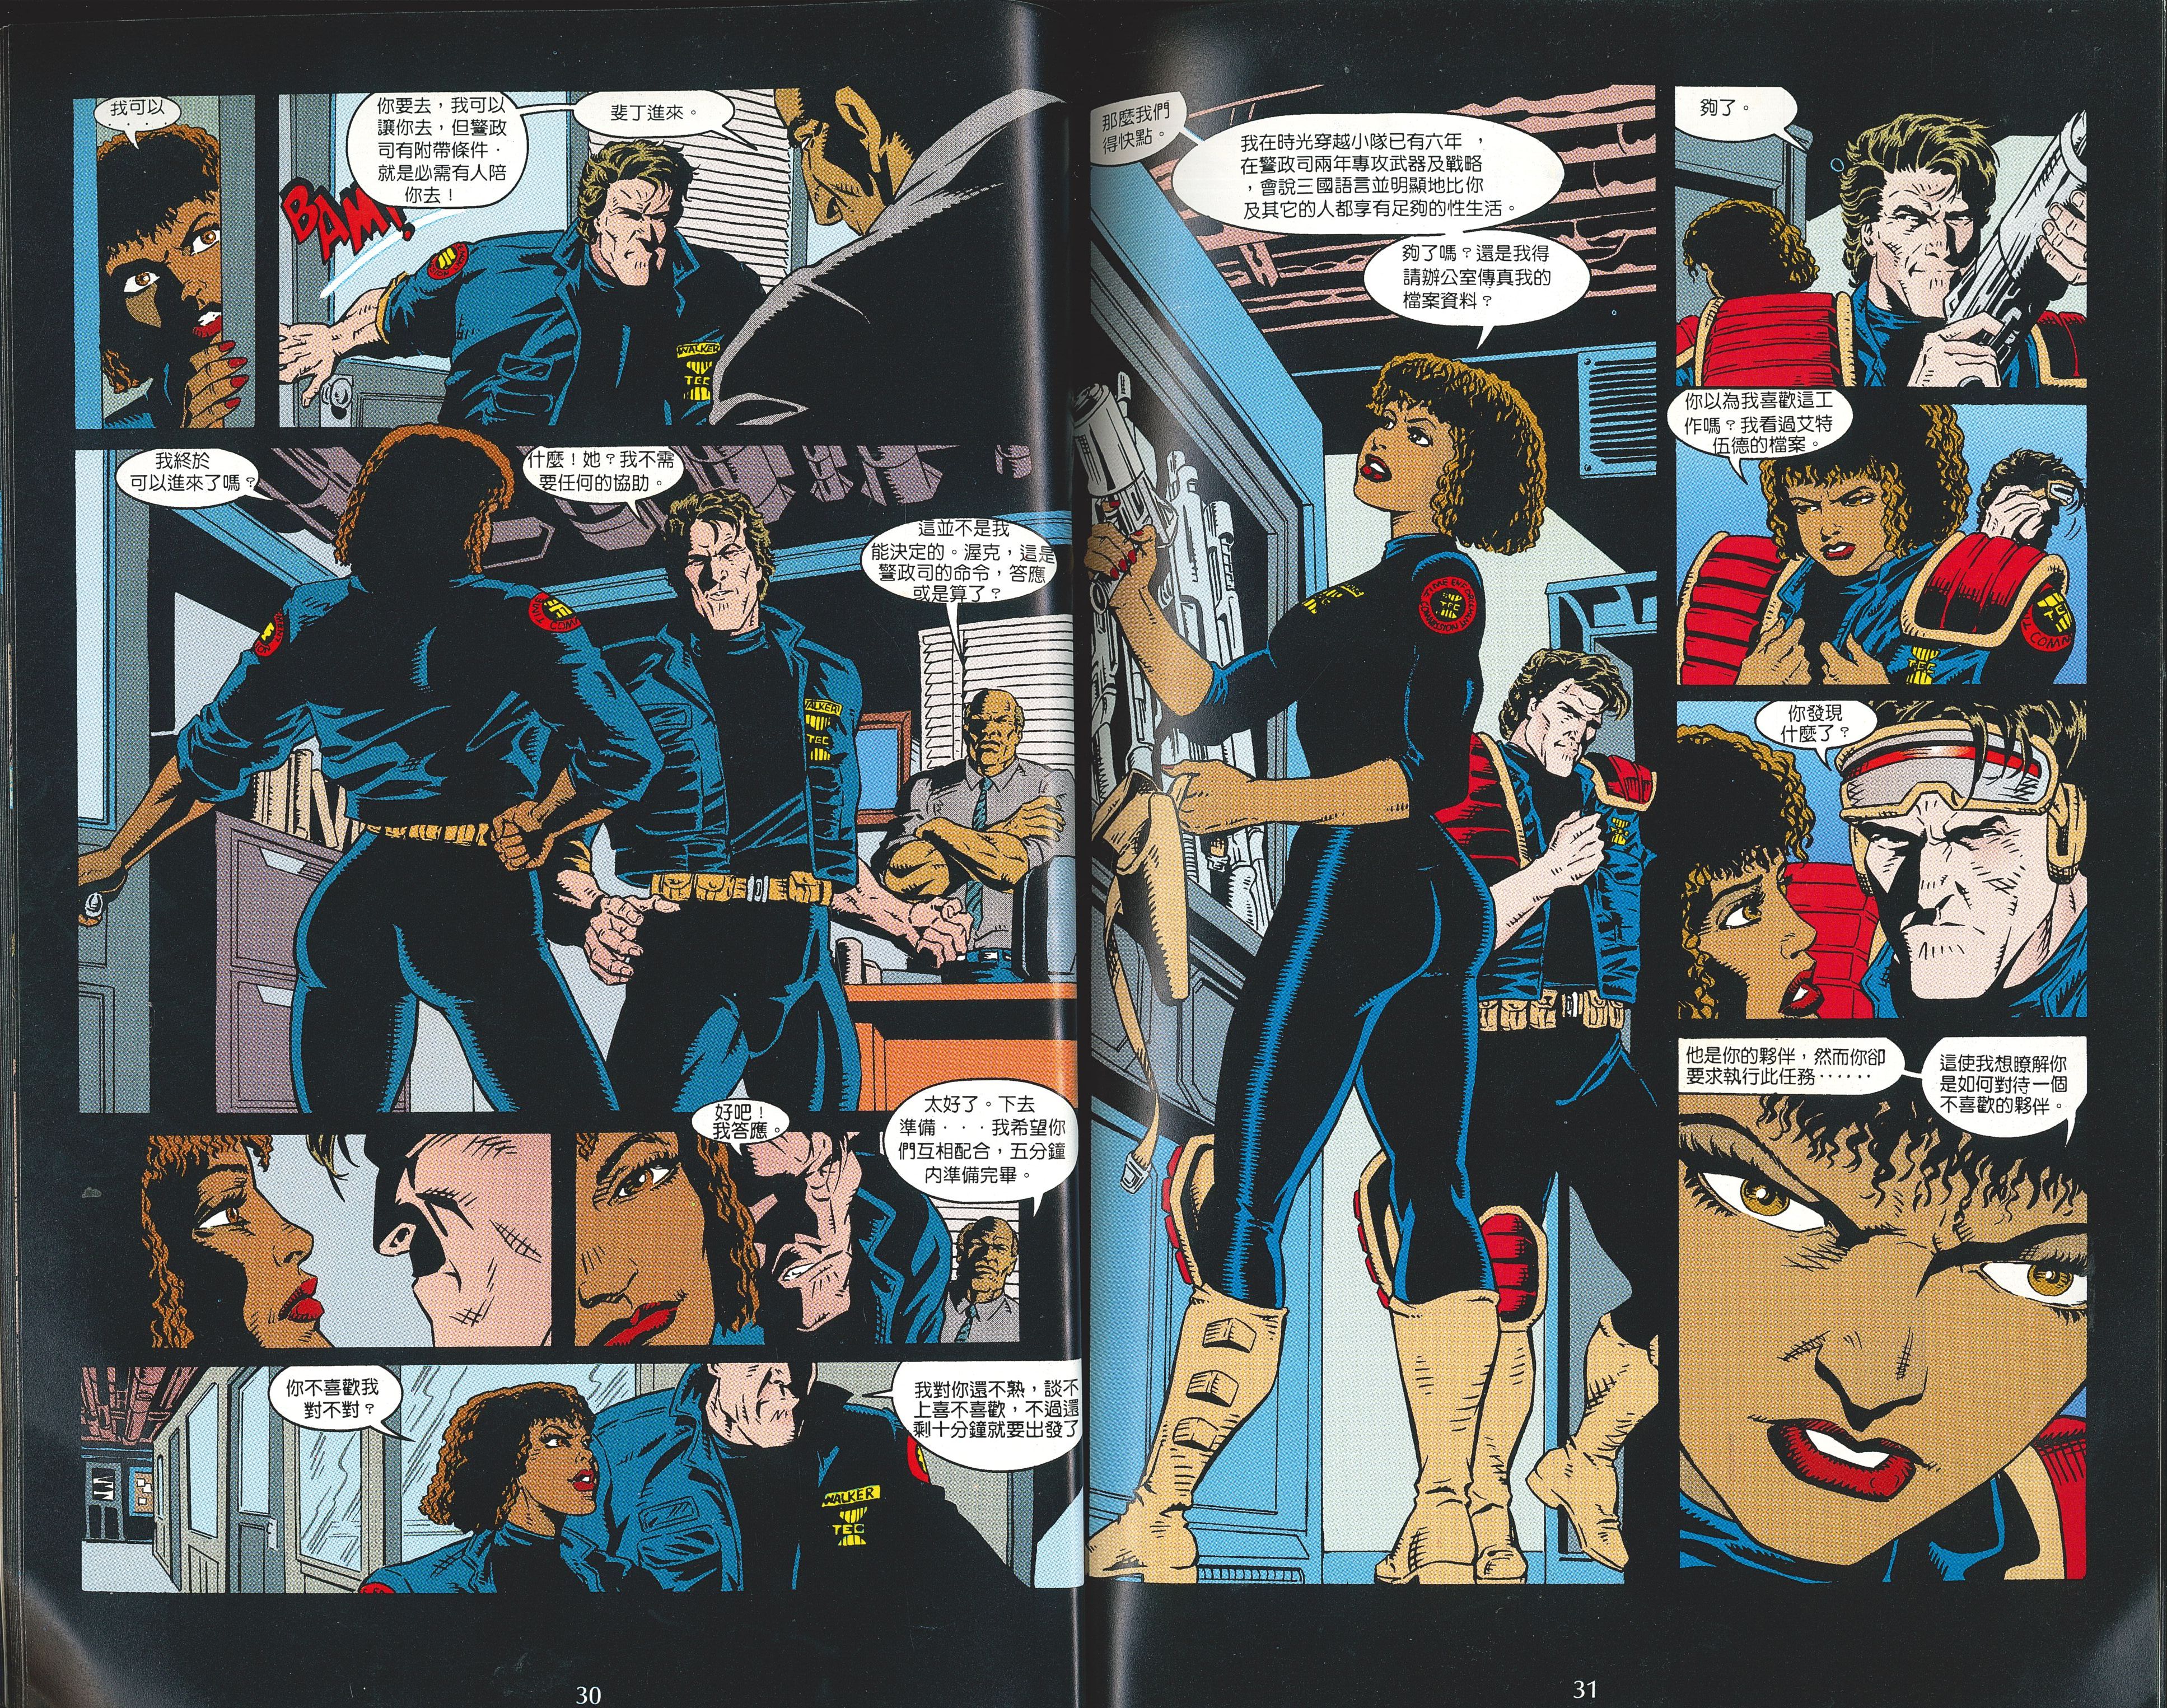 我可以
....
你要去，我可以
讓你去，但警政
司有附帶條件．
就是必需有人陪
你去！
斐丁進來。
BAM!
WALKER
TEC
我終於
可以進來了嗎？
什麼！她？我不需
要任何的協助。
這並不是我
能決定的。渥克，這是
警政司的命令，答應
或是算了？
WALKER
TEC
好吧！
我答應。
太好了。下去
準備...我希望你
們互相配合，五分鐘
內準備完畢。
你不喜歡我
對不對？
我對你還不熟，談不
上喜不喜歡，不過還
剩十分鐘就要出發了
WALKER
TEC
30
那麼我們
得快點。
我在時光穿越小隊已有六年，
在警政司兩年專攻武器及戰略
，會說三國語言並明顯地比你
及其它的人都享有足夠的性生活。
夠了嗎？還是我得
請辦公室傳真我的
檔案資料？
TIME ENFORCEMENT
COMMISSION
TEC
夠了。
你以為我喜歡這工
作嗎？我看過艾特
伍德的檔案。
TEC
你發現
什麼了？
他是你的夥伴，然而你卻
要求執行此任務‧‧‧‧‧‧
這使我想瞭解你
是如何對待一個
不喜歡的夥伴。
31